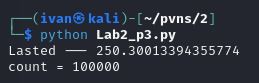 ┌──(ivan㉿kali)-[~/pvns/2]
└─$ python Lab2_p3.py
Lasted --- 250.30013394355774
count = 100000